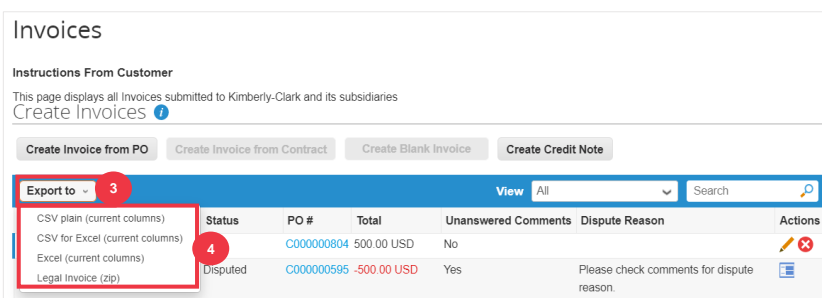 Invoices
Instructions From Customer
This page displays all Invoices submitted to Kimberly-Clark and its subsidiaries
Create Invoices i
Create Invoice from PO Create Invoice from Contract Create Blank Invoice Create Credit Note
Export to 3 View All Search
CSV plain (current columns) Status PO # Total Unanswered Comments Dispute Reason Actions
CSV for Excel (current columns) C000000804 500.00 USD No
4
Excel (current columns) Disputed C000000595 -500.00 USD Yes Please check comments for dispute
Legal Invoice (zip) reason.